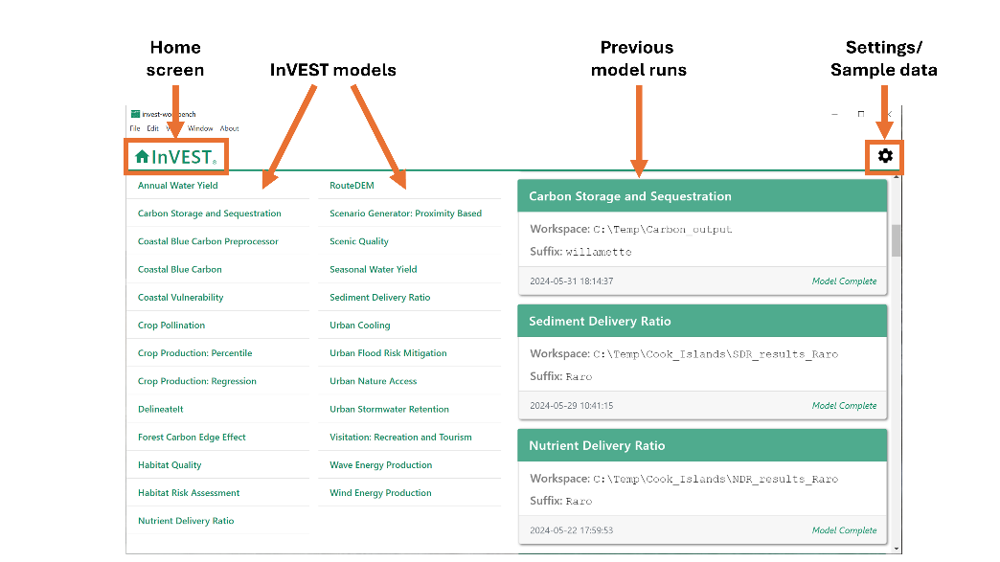 Home
screen
InVEST models
Previous
model runs
Settings/
Sample data
invest-workbench
File Edit View Window About
InVEST®
Annual Water Yield
Carbon Storage and Sequestration
Coastal Blue Carbon Preprocessor
Coastal Blue Carbon
Coastal Vulnerability
Crop Pollination
Crop Production: Percentile
Crop Production: Regression
DelineateIt
Forest Carbon Edge Effect
Habitat Quality
Habitat Risk Assessment
Nutrient Delivery Ratio
RouteDEM
Scenario Generator: Proximity Based
Scenic Quality
Seasonal Water Yield
Sediment Delivery Ratio
Urban Cooling
Urban Flood Risk Mitigation
Urban Nature Access
Urban Stormwater Retention
Visitation: Recreation and Tourism
Wave Energy Production
Wind Energy Production
Carbon Storage and Sequestration
Workspace: C:\Temp\Carbon_output
Suffix: willamette
2024-05-31 18:14:37 Model Complete
Sediment Delivery Ratio
Workspace: C:\Temp\Cook_Islands\SDR_results_Raro
Suffix: Raro
2024-05-29 10:41:15 Model Complete
Nutrient Delivery Ratio
Workspace: C:\Temp\Cook_Islands\NDR_results_Raro
Suffix: Raro
2024-05-22 17:59:53 Model Complete